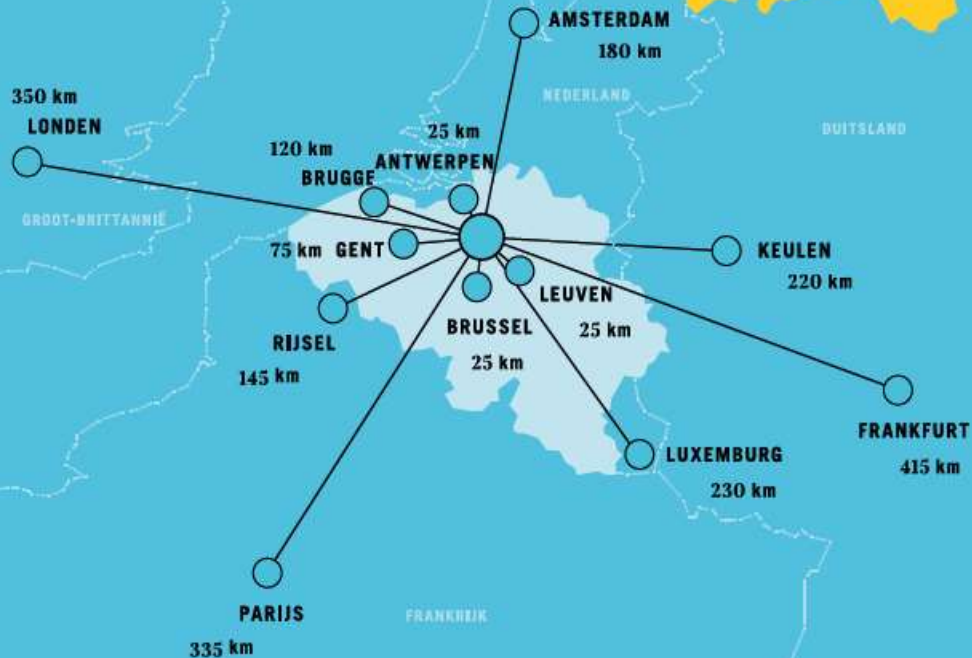 AMSTERDAM
180 km
NEDERLAND
DUITSLAND
350 km
LONDEN
25 km
ANTWERPEN
120 km
BRUGGE
GROOT-BRITTANNIË
75 km GENT
KEULEN
220 km
LEUVEN
25 km
BRUSSEL
25 km
RIJSEL
145 km
FRANKFURT
415 km
LUXEMBURG
230 km
PARIJS
335 km
FRANKRIJK